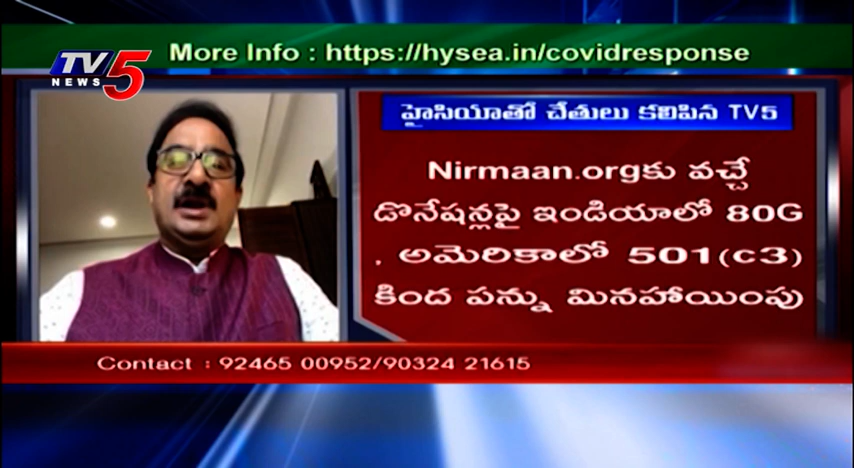 More Info : https://hysea.in/covidresponse
TV5
NEWS
హైసియాతో చేతులు కలిపిన TV5
Nirmaan.orgకు వచ్చే
డొనేషన్లపై ఇండియాలో 80G
, అమెరికాలో 501(c3)
కింద పన్ను మినహాయింపు
Contact : 92465 00952/90324 21615